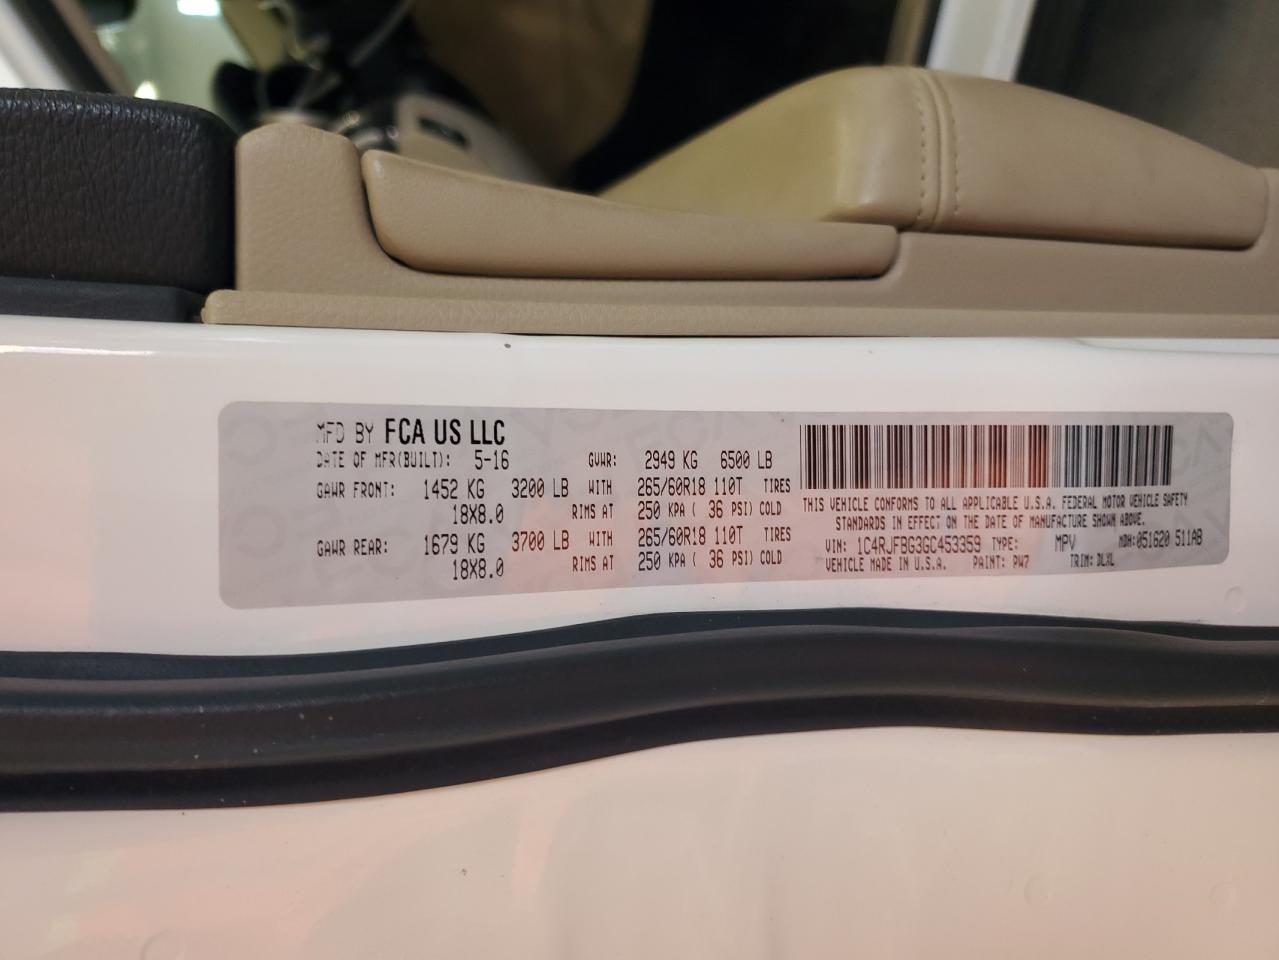 MFD BY FCA US LLC
DATE OF MFR(BUILT): 5-16 GVWR: 2949 KG 6500 LB
GAWR FRONT: 1452 KG 3200 LB WITH 265/60R18 110T TIRES
18X8.0 RIMS AT 250 KPA ( 36 PSI) COLD
GAWR REAR: 1679 KG 3700 LB WITH 265/60R18 110T TIRES
18X8.0 RIMS AT 250 KPA ( 36 PSI) COLD
THIS VEHICLE CONFORMS TO ALL APPLICABLE U.S.A. FEDERAL MOTOR VEHICLE SAFETY
STANDARDS IN EFFECT ON THE DATE OF MANUFACTURE SHOWN ABOVE.
VIN: 1C4RJFBG3GC453359 TYPE: MPV MDH:051620 511AB
VEHICLE MADE IN U.S.A. PAINT: PW7 TRIM: DLXL